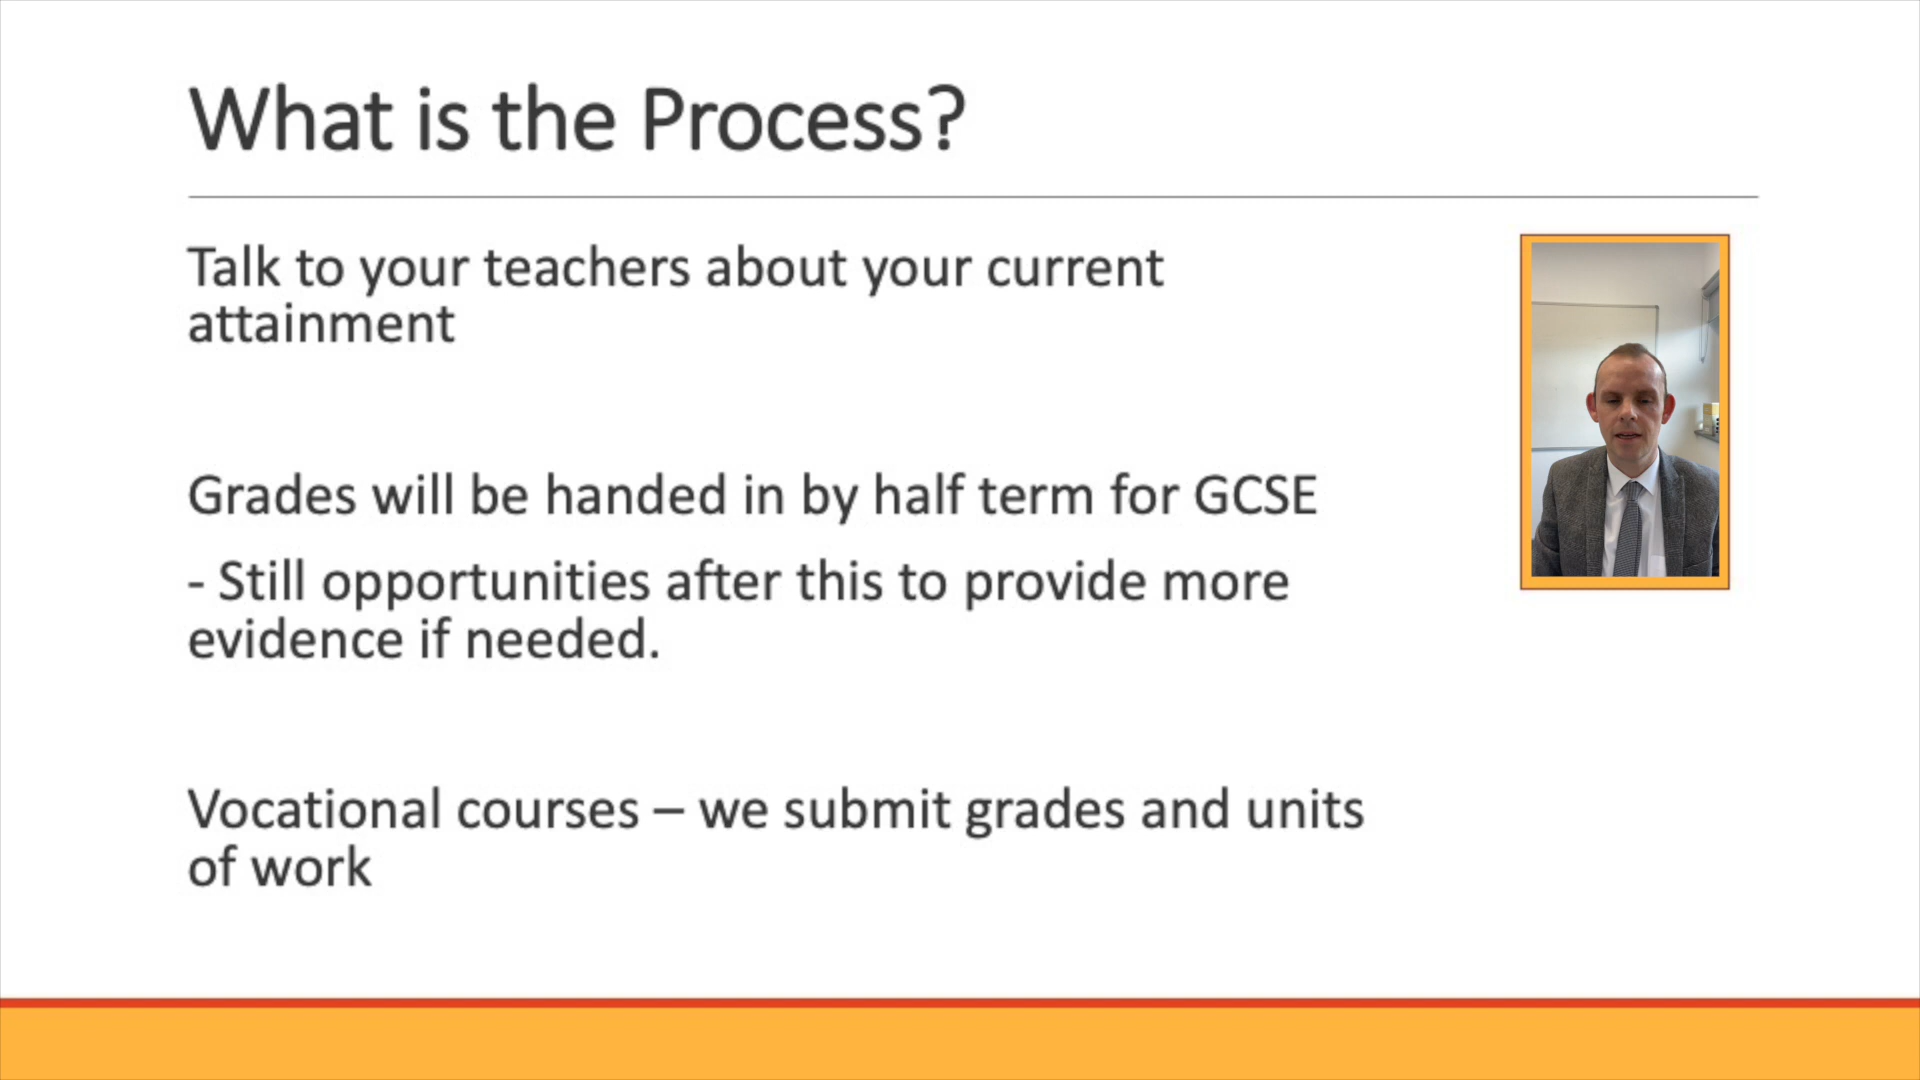 What is the Process?
Talk to your teachers about your current
attainment
Grades will be handed in by half term for GCSE
- Still opportunities after this to provide more
evidence if needed.
Vocational courses – we submit grades and units
of work